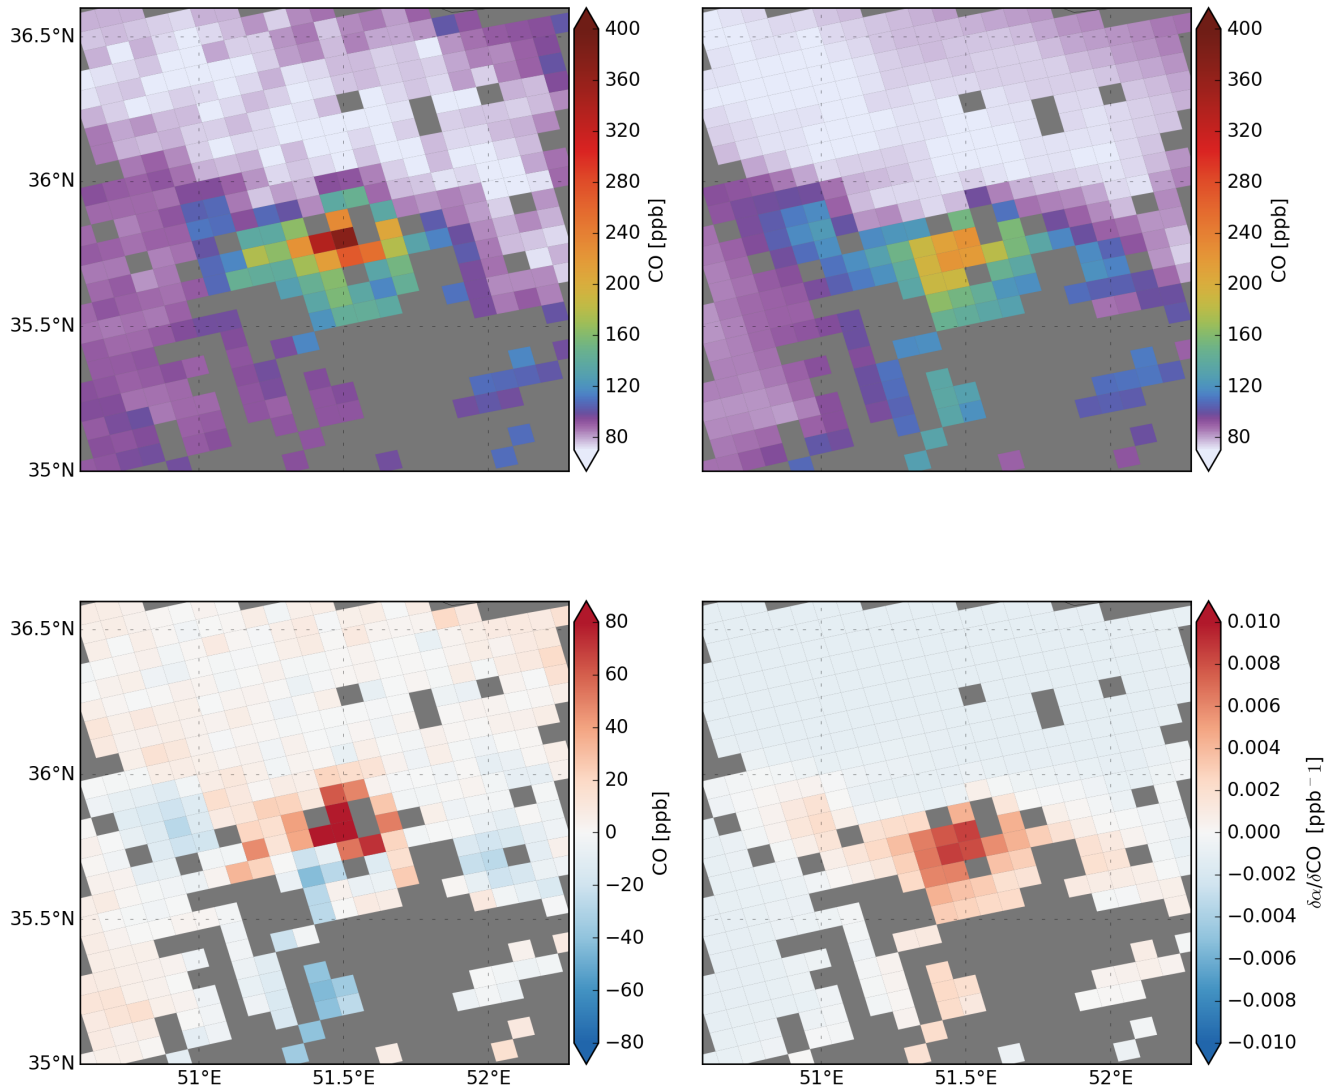 36.5°N
36°N
35.5°N
35°N
400
360
320
280
240
200
160
120
80
CO [ppb]
400
360
320
280
240
200
160
120
80
CO [ppb]
36.5°N
36°N
35.5°N
35°N
51°E
51.5°E
52°E
80
60
40
20
0
−20
−40
−60
−80
CO [ppb]
51°E
51.5°E
52°E
0.010
0.008
0.006
0.004
0.002
0.000
−0.002
−0.004
−0.006
−0.008
−0.010
δα/δCO [ppb⁻1]